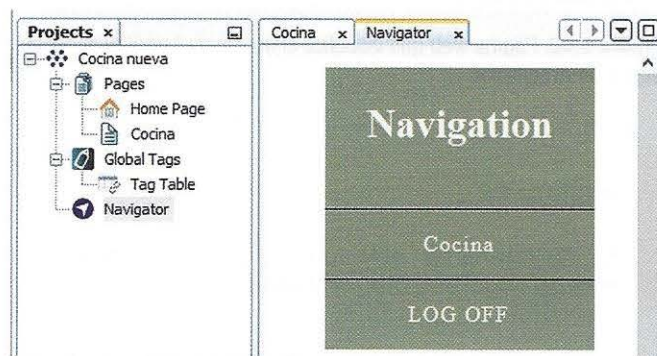 Projects x
Cocina nueva
Pages
Home Page
Cocina
Global Tags
Tag Table
Navigator
Cocina x
Navigator x
Navigation
Cocina
LOG OFF